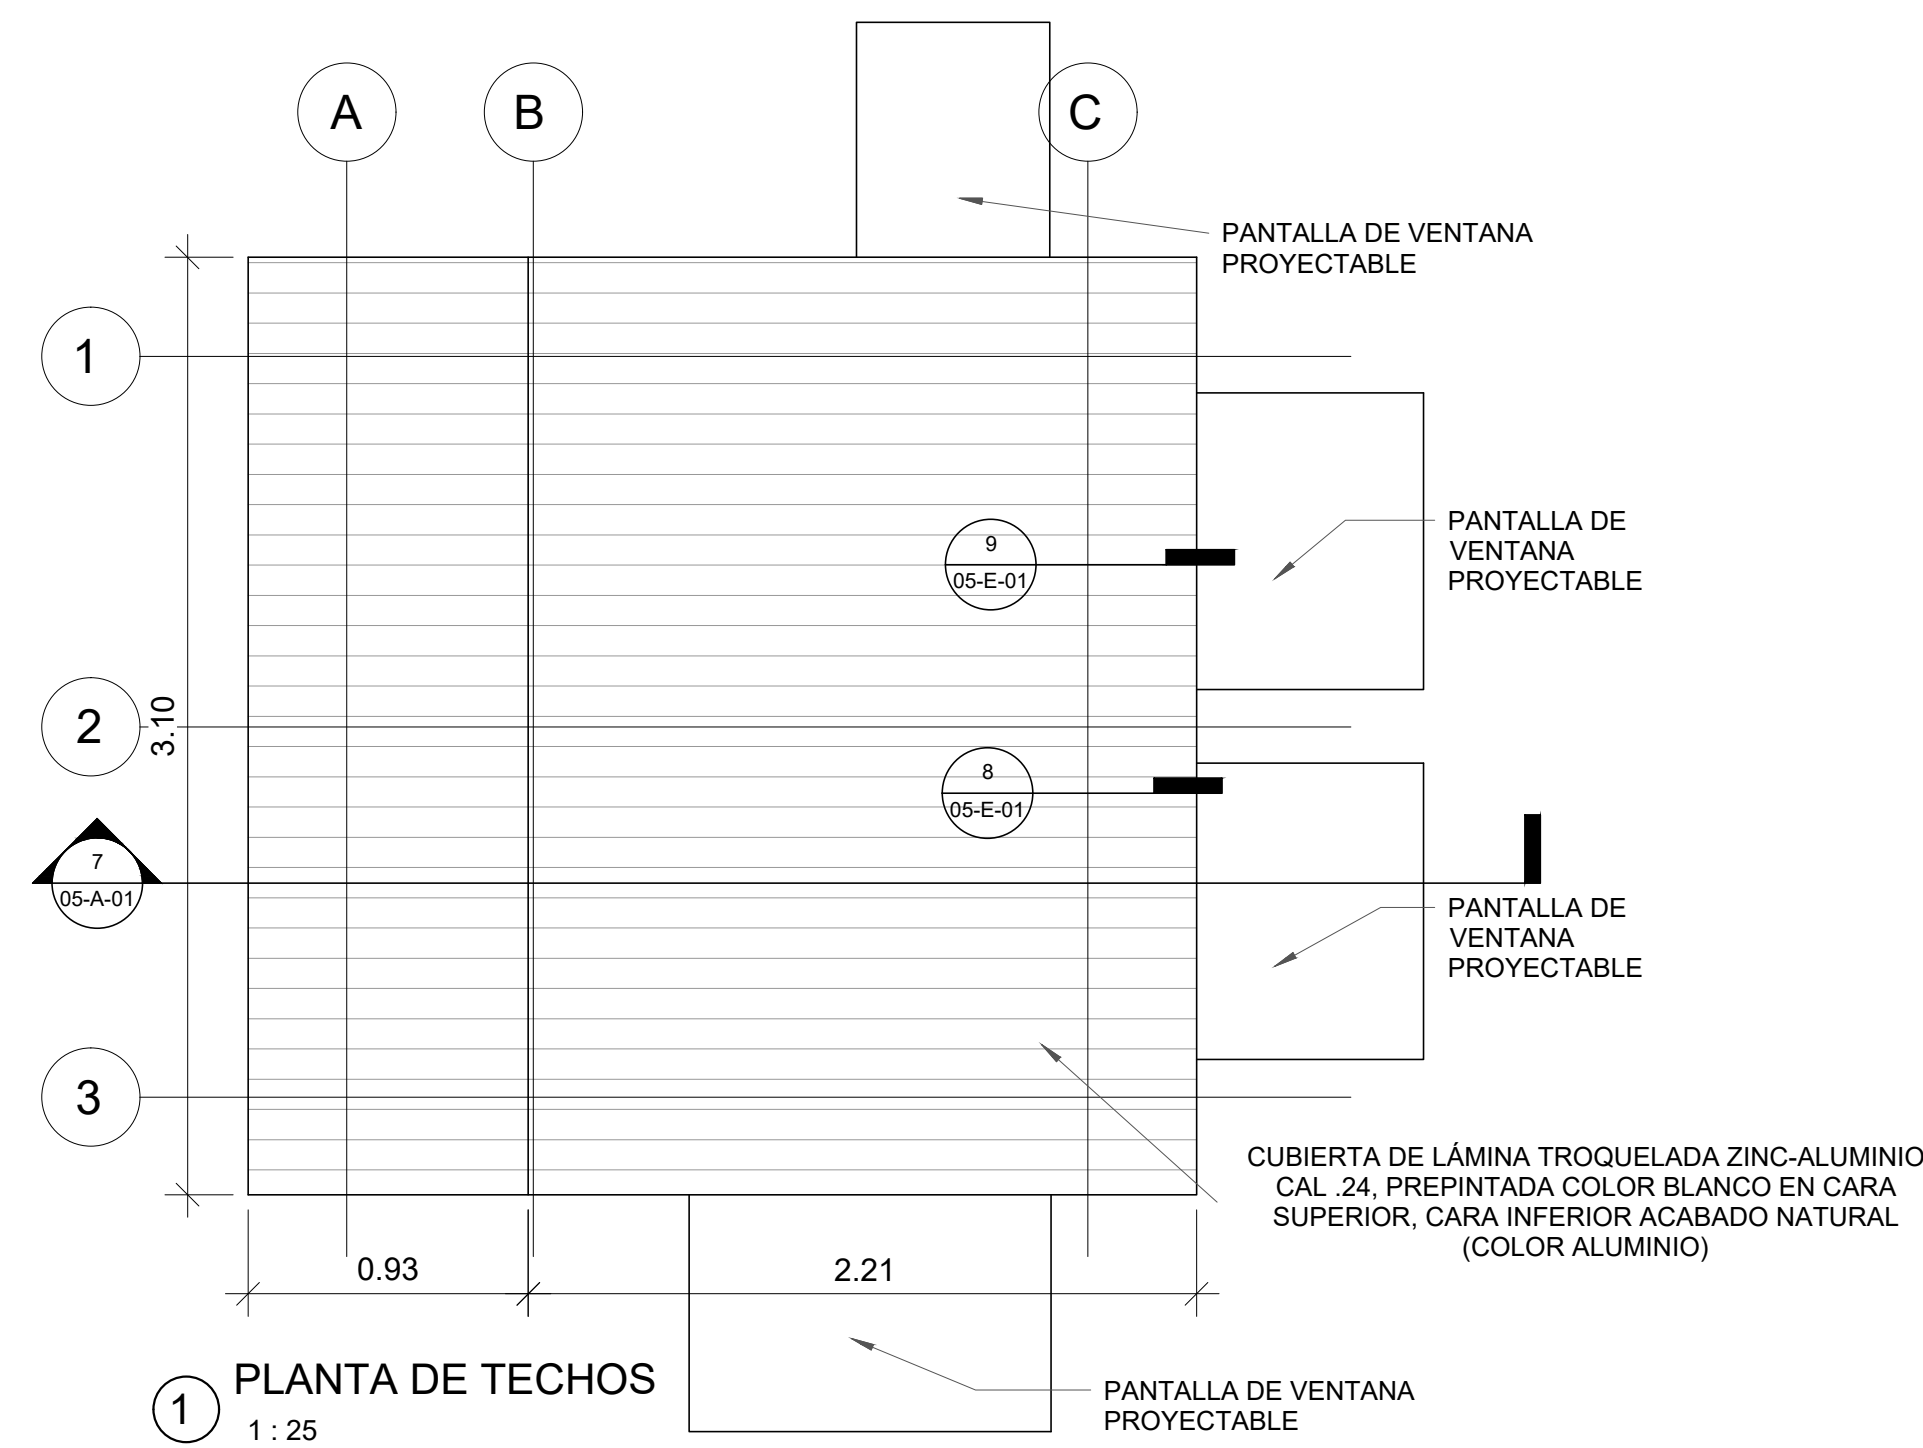 A
B
C
PANTALLA DE VENTANA
PROYECTABLE
1
9
05-E-01
PANTALLA DE
VENTANA
PROYECTABLE
2
3.10
8
05-E-01
7
05-A-01
PANTALLA DE
VENTANA
PROYECTABLE
3
CUBIERTA DE LÁMINA TROQUELADA ZINC-ALUMINIO
CAL .24, PREPINTADA COLOR BLANCO EN CARA
SUPERIOR, CARA INFERIOR ACABADO NATURAL
(COLOR ALUMINIO)
0.93
2.21
1
PLANTA DE TECHOS
1 : 25
PANTALLA DE VENTANA
PROYECTABLE